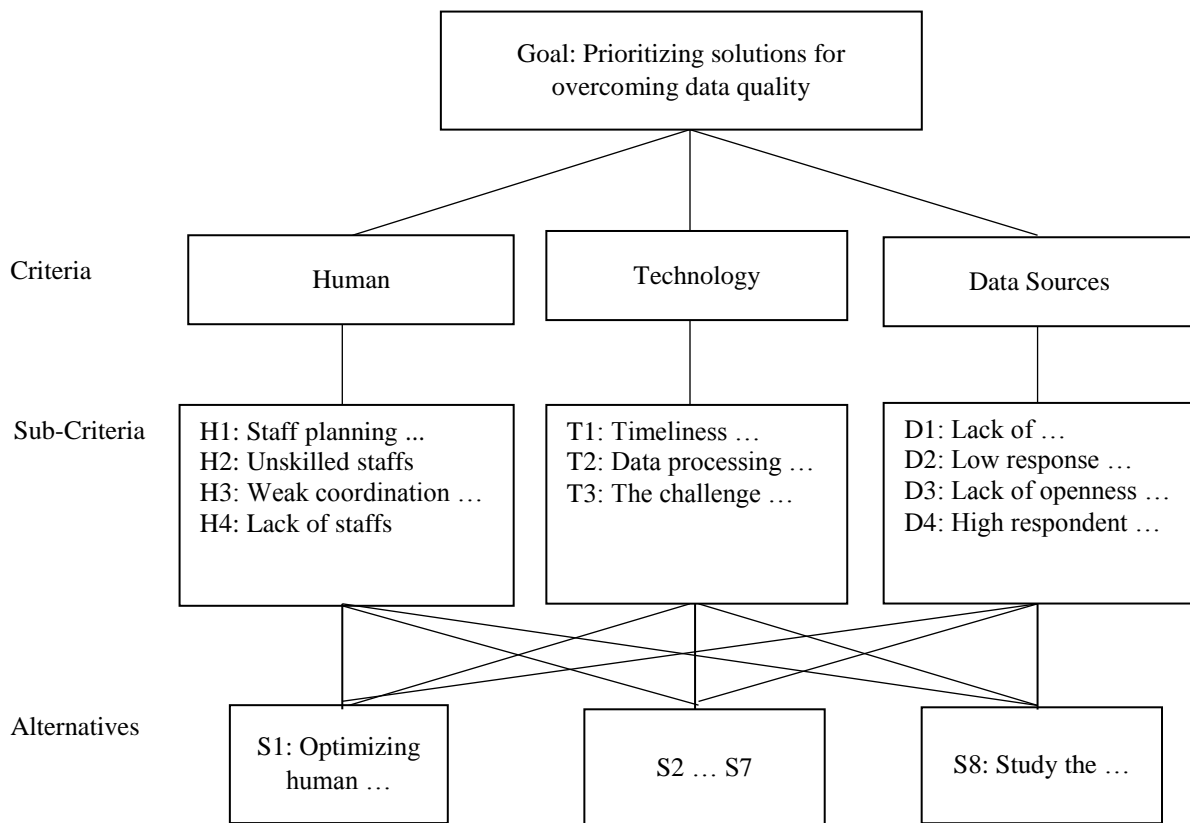 Goal: Prioritizing solutions for
overcoming data quality
Criteria
Human
Technology
Data Sources
Sub-Criteria
H1: Staff planning ...
H2: Unskilled staffs
H3: Weak coordination …
H4: Lack of staffs
T1: Timeliness …
T2: Data processing …
T3: The challenge …
D1: Lack of …
D2: Low response …
D3: Lack of openness …
D4: High respondent …
Alternatives
S1: Optimizing
human …
S2 … S7
S8: Study the …